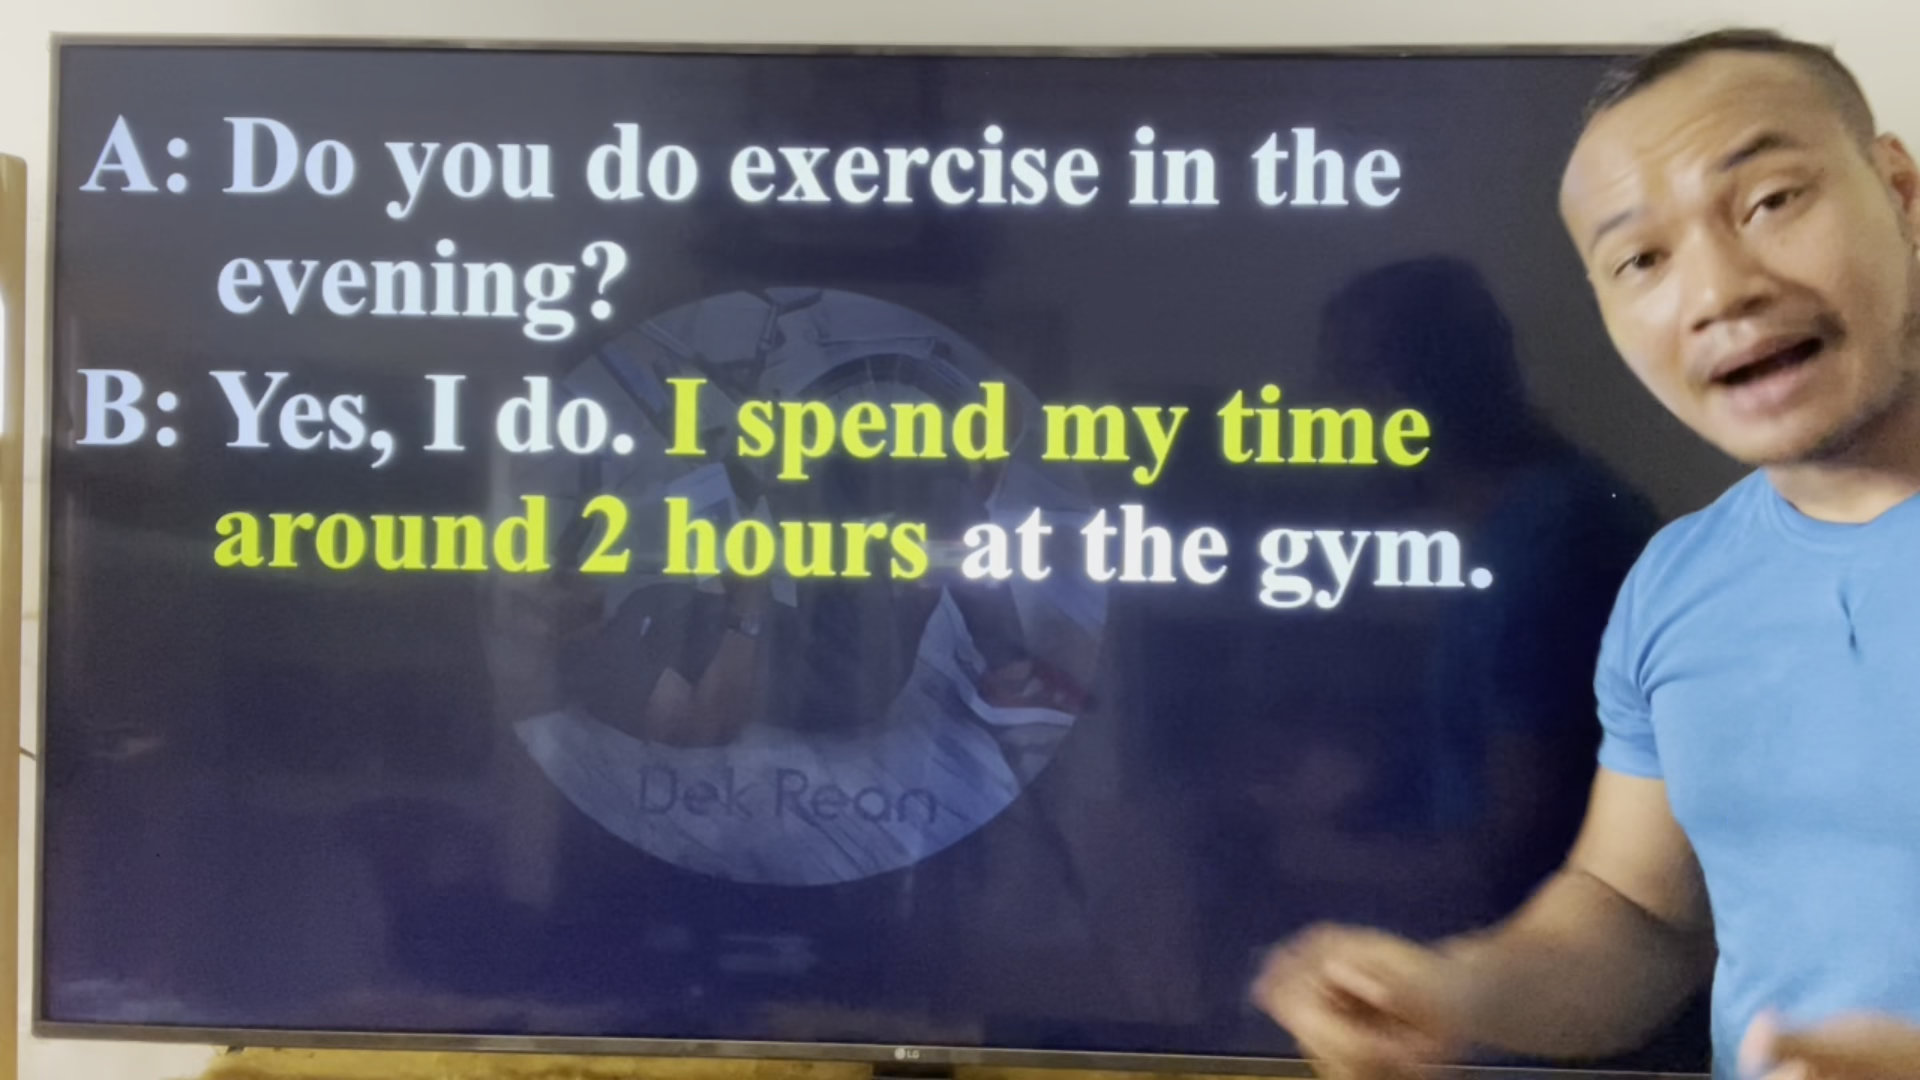 A: Do you do exercise in the
evening?
B: Yes, I do. I spend my time
around 2 hours at the gym.
Dek Rean
LG